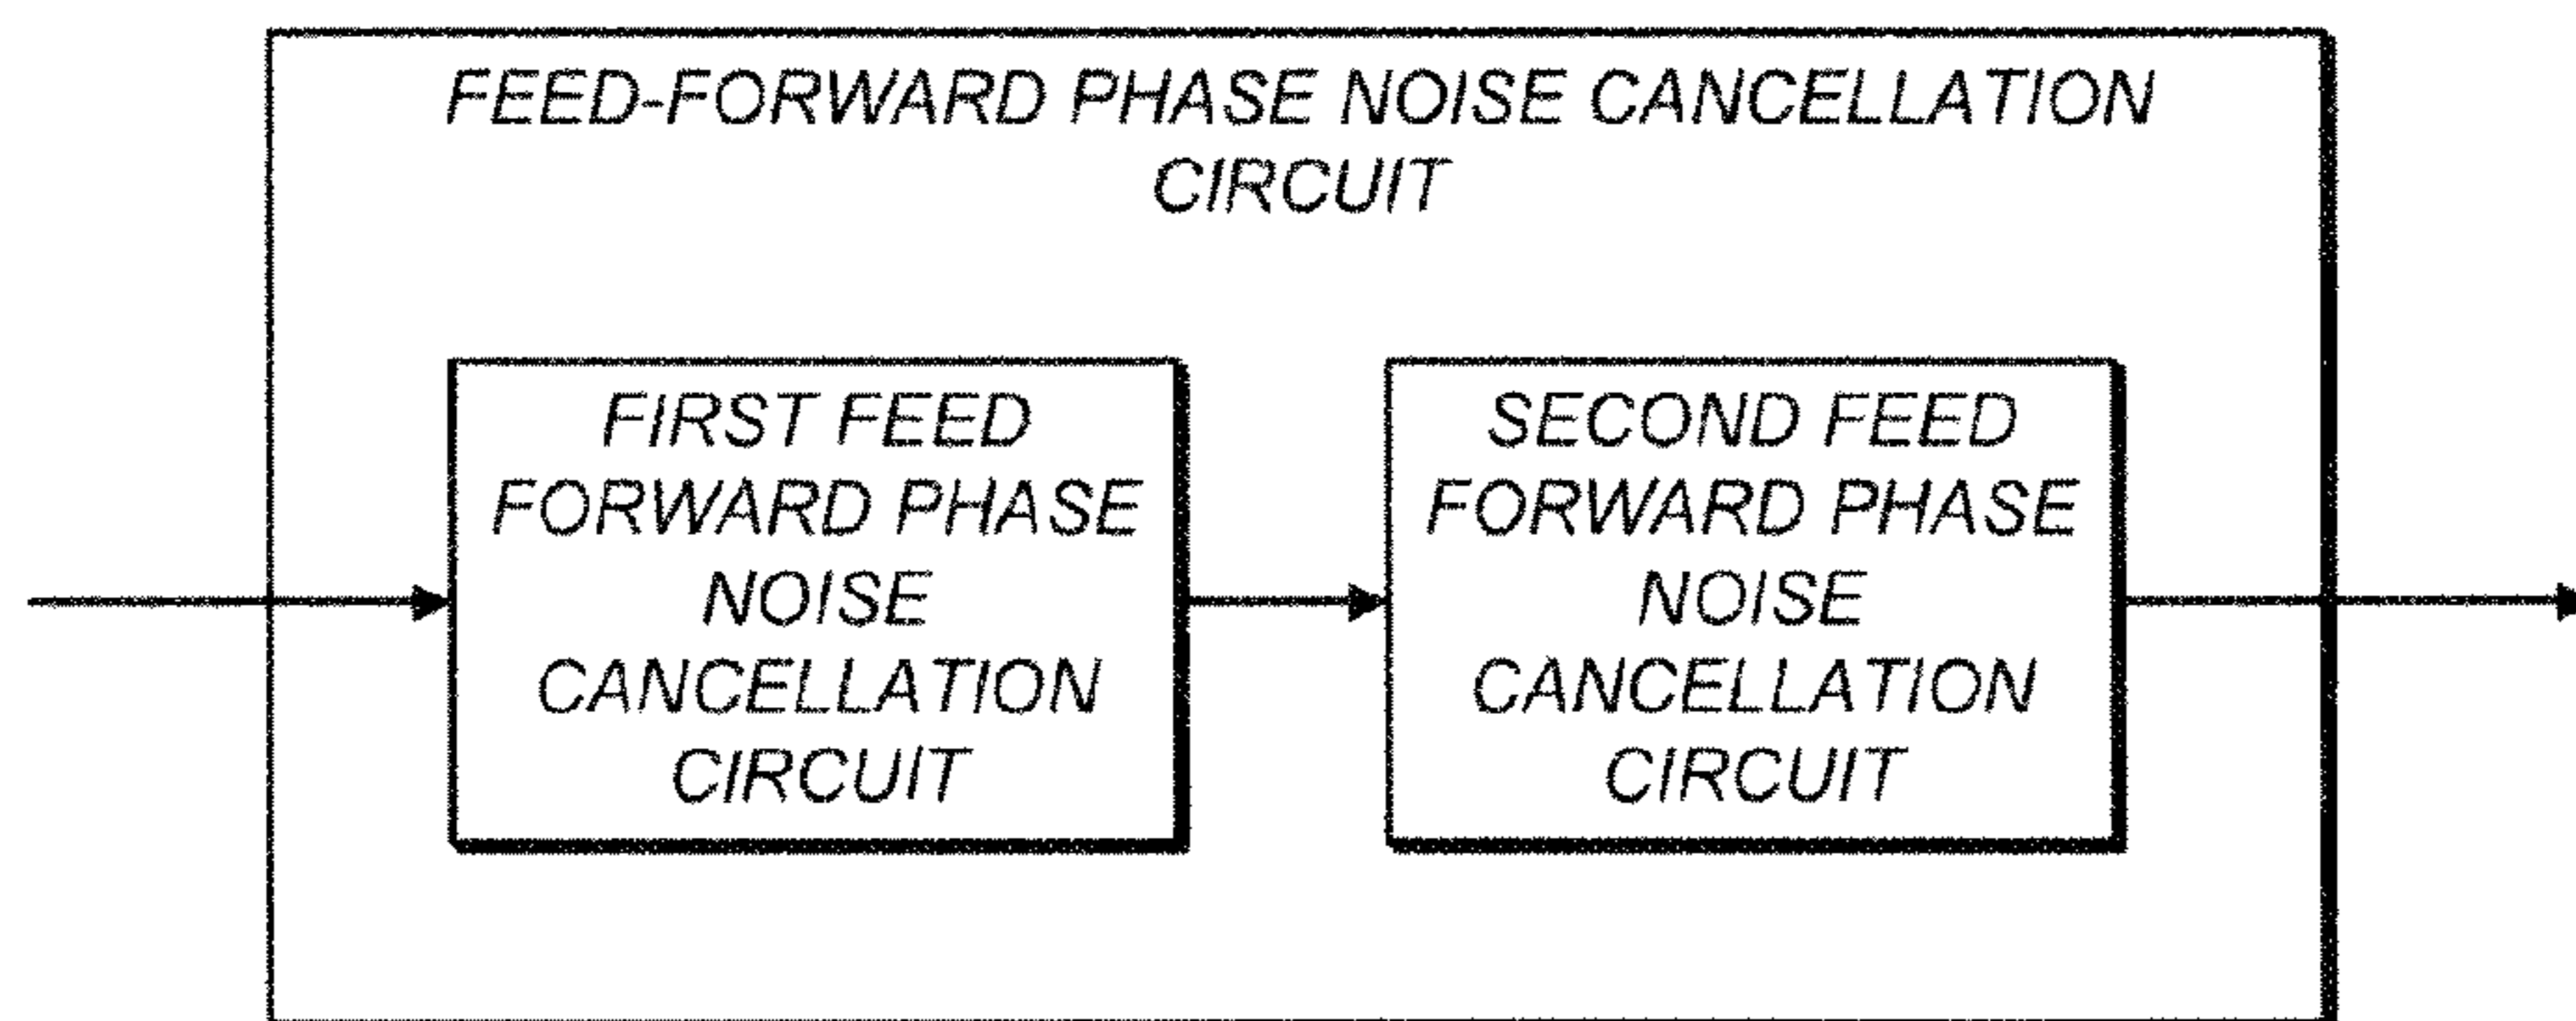 FEED-FORWARD PHASE NOISE CANCELLATION
CIRCUIT
FIRST FEED
FORWARD PHASE
NOISE
CANCELLATION
CIRCUIT
SECOND FEED
FORWARD PHASE
NOISE
CANCELLATION
CIRCUIT